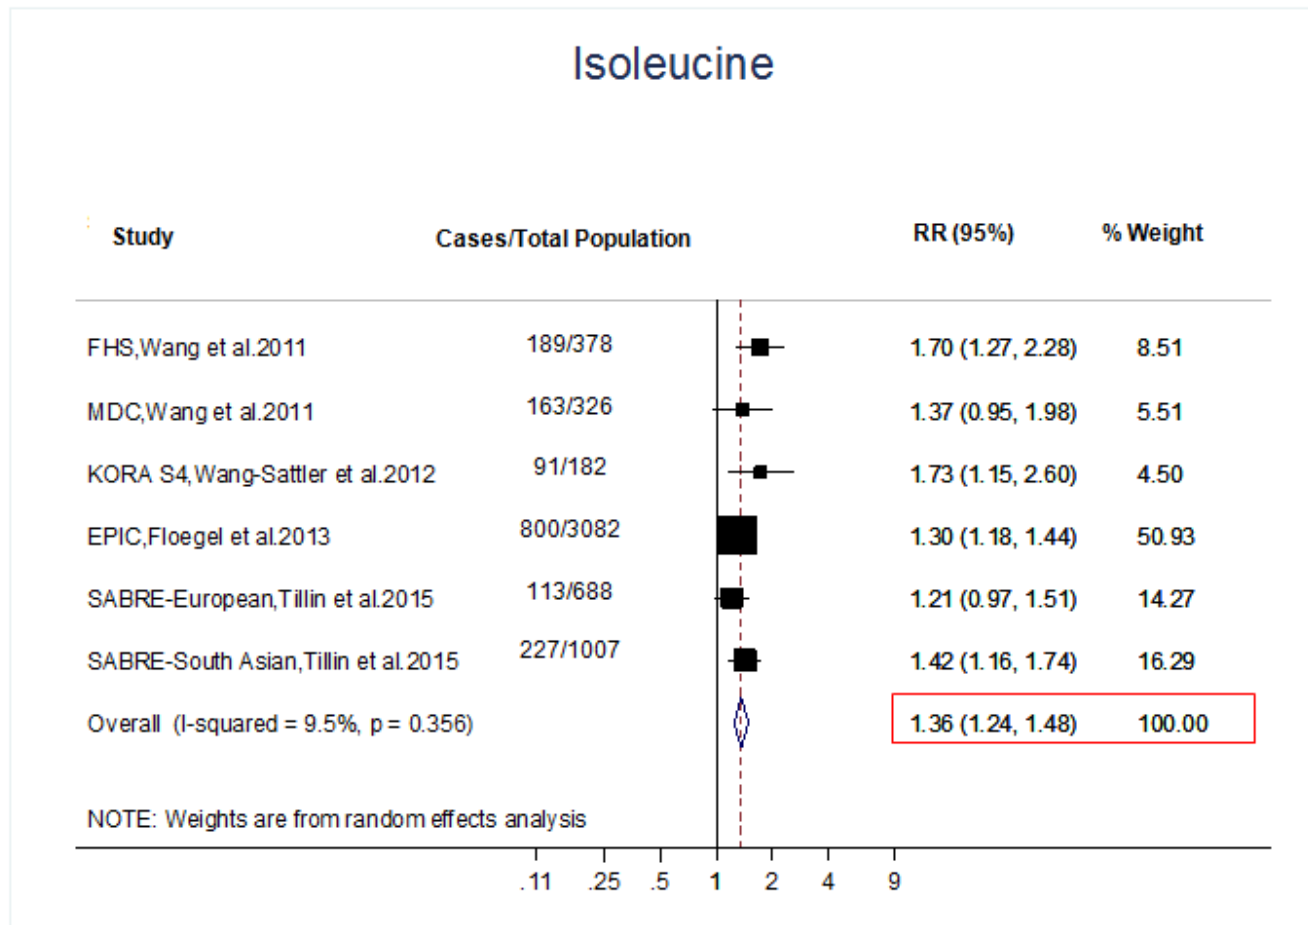 Isoleucine
Study Cases/Total Population RR (95%) % Weight
FHS,Wang et al.2011 189/378 1.70 (1.27, 2.28) 8.51
MDC,Wang et al.2011 163/326 1.37 (0.95, 1.98) 5.51
KORA S4,Wang-Sattler et al.2012 91/182 1.73 (1.15, 2.60) 4.50
EPIC,Floegel et al.2013 800/3082 1.30 (1.18, 1.44) 50.93
SABRE-European,Tillin et al.2015 113/688 1.21 (0.97, 1.51) 14.27
SABRE-South Asian,Tillin et al.2015 227/1007 1.42 (1.16, 1.74) 16.29
Overall (I-squared = 9.5%, p = 0.356) 1.36 (1.24, 1.48) 100.00
NOTE: Weights are from random effects analysis
.11 .25 .5 1 2 4 9